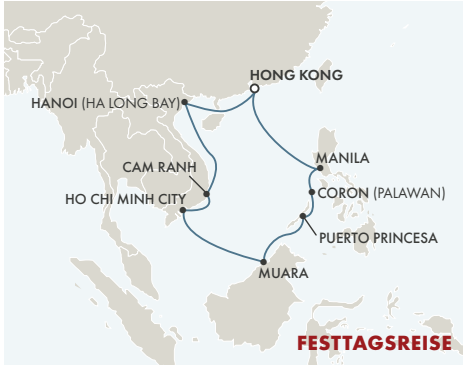 HONG KONG
HANOI (HA LONG BAY)
MANILA
CAM RANH
CORON (PALAWAN)
HO CHI MINH CITY
PUERTO PRINCESA
MUARA
FESTTAGSREISE